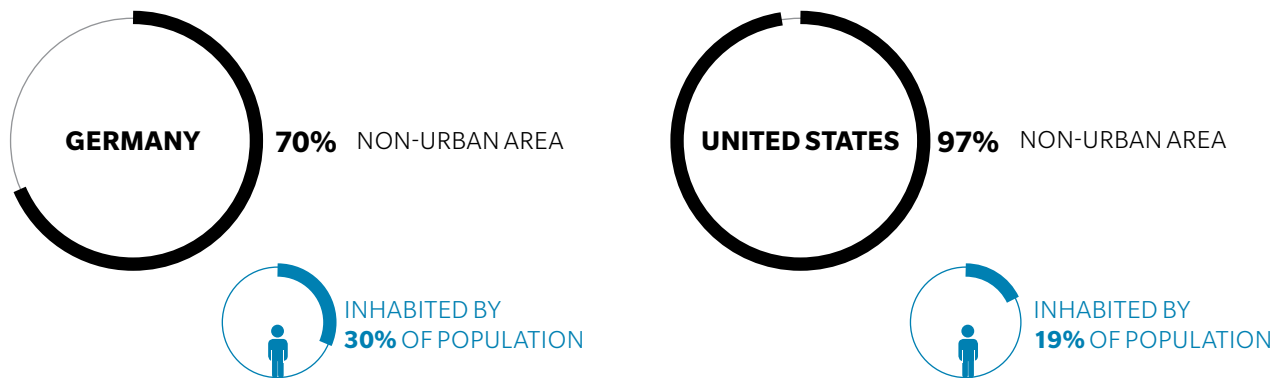 GERMANY
70% NON-URBAN AREA
INHABITED BY
30% OF POPULATION
UNITED STATES
97% NON-URBAN AREA
INHABITED BY
19% OF POPULATION